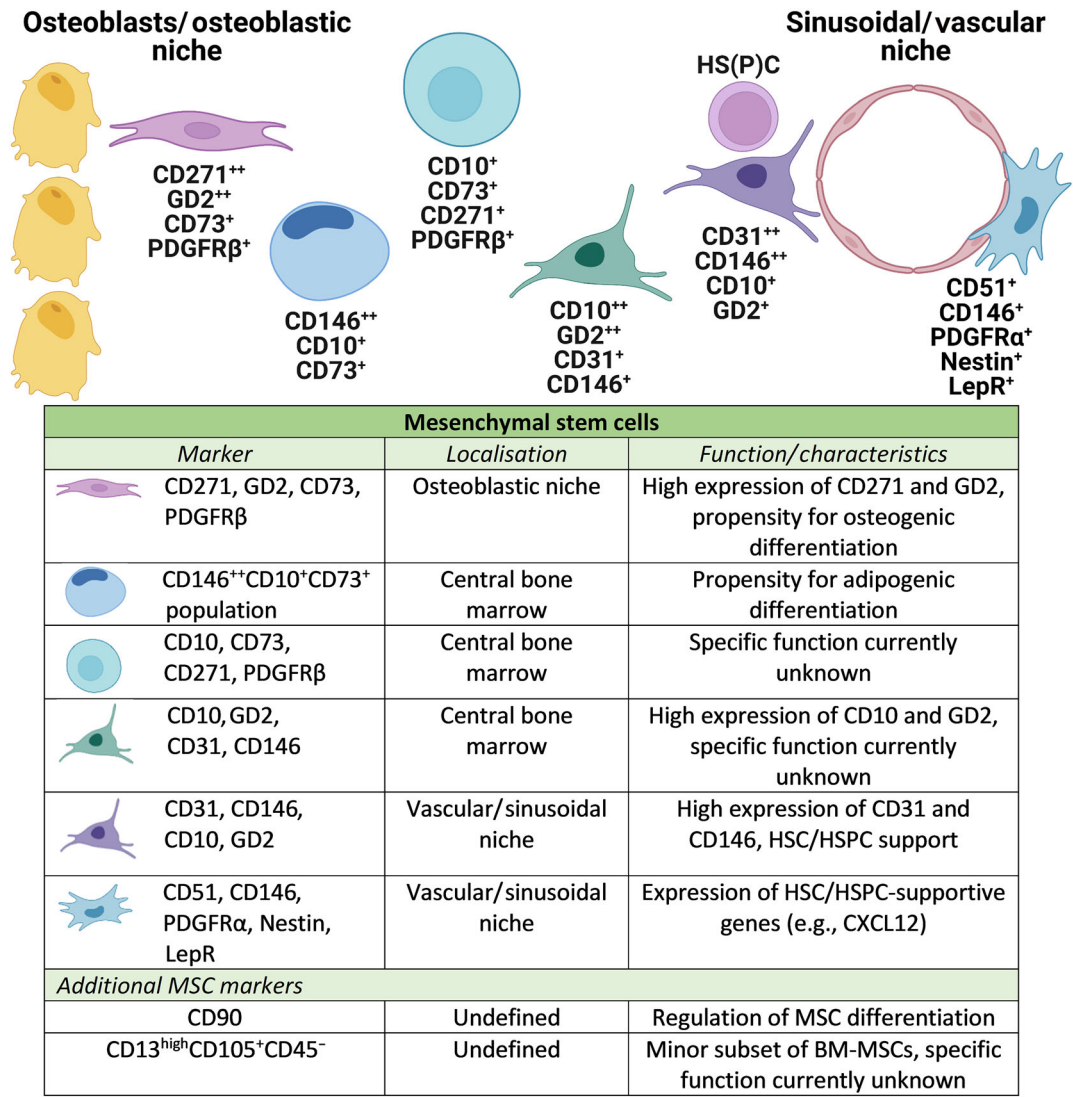 Osteoblasts/osteoblastic
niche
Sinusoidal/vascular
niche
HS(P)C
CD271⁺⁺
GD2⁺⁺
CD73⁺
PDGFRβ⁺
CD146⁺⁺
CD10⁺
CD73⁺
CD10⁺
CD73⁺
CD271⁺
PDGFRβ⁺
CD10⁺⁺
GD2⁺⁺
CD31⁺
CD146⁺
CD31⁺⁺
CD146⁺⁺
CD10⁺
GD2⁺
CD51⁺
CD146⁺
PDGFRα⁺
Nestin⁺
LepR⁺
Mesenchymal stem cells
Marker
Localisation
Function/characteristics
CD271, GD2, CD73,
PDGFRβ
Osteoblastic niche
High expression of CD271 and GD2,
propensity for osteogenic
differentiation
CD146⁺⁺CD10⁺CD73⁺
population
Central bone
marrow
Propensity for adipogenic
differentiation
CD10, CD73,
CD271, PDGFRβ
Central bone
marrow
Specific function currently
unknown
CD10, GD2,
CD31, CD146
Central bone
marrow
High expression of CD10 and GD2,
specific function currently
unknown
CD31, CD146,
CD10, GD2
Vascular/sinusoidal
niche
High expression of CD31 and
CD146, HSC/HSPC support
CD51, CD146,
PDGFRα, Nestin,
LepR
Vascular/sinusoidal
niche
Expression of HSC/HSPC-supportive
genes (e.g., CXCL12)
Additional MSC markers
CD90
Undefined
Regulation of MSC differentiation
CD13ʰⁱᵍʰCD105⁺CD45⁻
Undefined
Minor subset of BM-MSCs, specific
function currently unknown